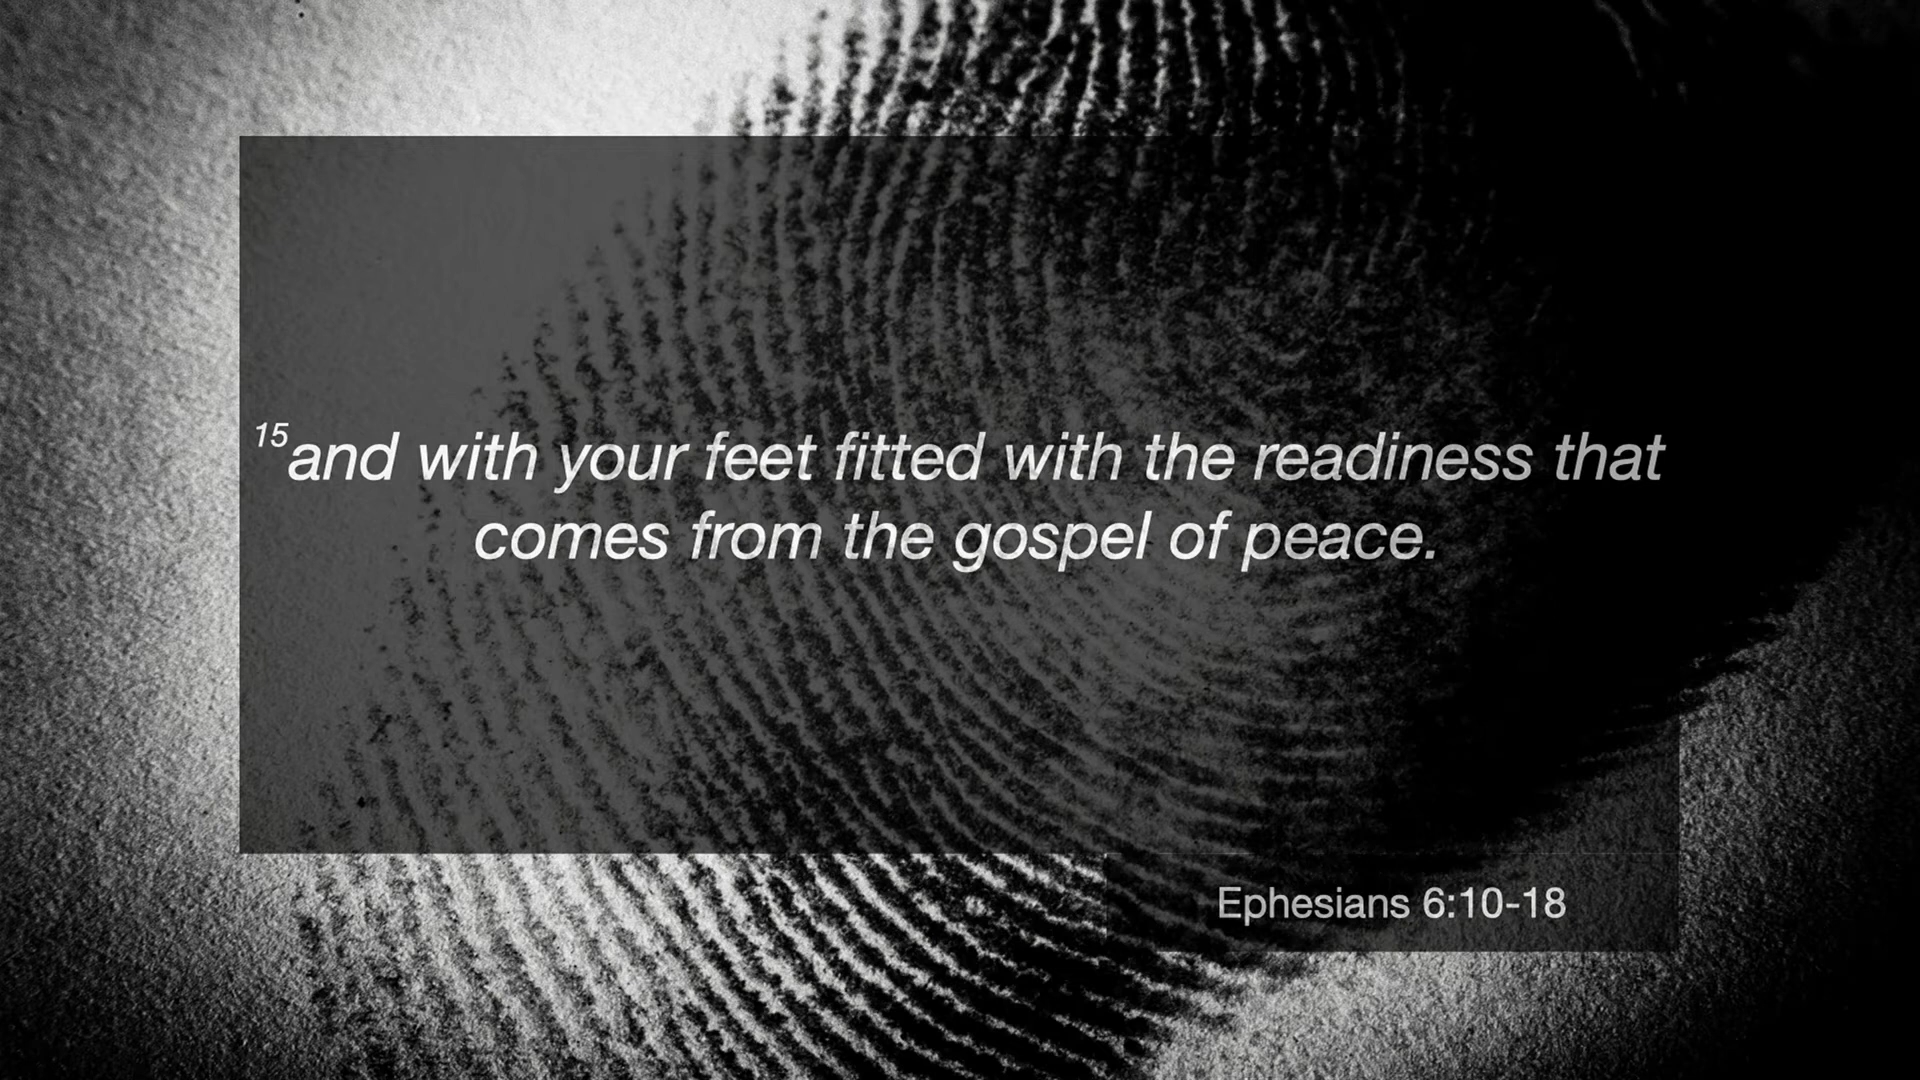 15and with your feet fitted with the readiness that
comes from the gospel of peace.
Ephesians 6:10-18